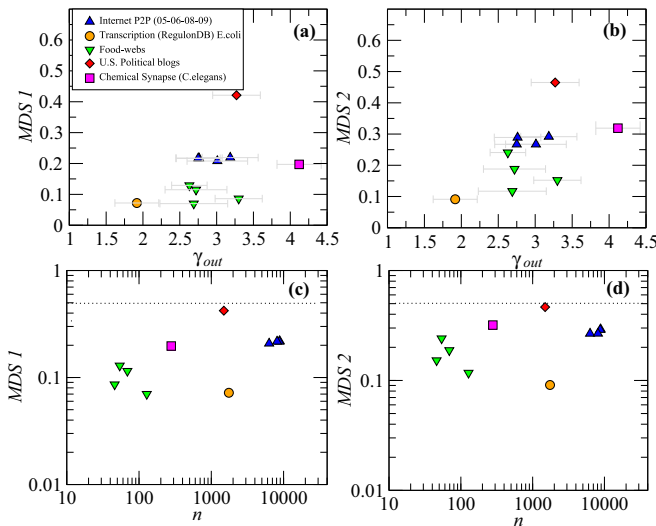 (a)
Internet P2P (05-06-08-09)
Transcription (RegulonDB) E.coli
Food-webs
U.S. Political blogs
Chemical Synapse (C.elegans)
MDS 1
0.6
0.5
0.4
0.3
0.2
0.1
0
1 1.5 2 2.5 3 3.5 4 4.5
γout
(b)
MDS 2
0.6
0.5
0.4
0.3
0.2
0.1
0
1 1.5 2 2.5 3 3.5 4 4.5
γout
(c)
MDS 1
1
0.1
0.01
10 100 1000 10000
n
(d)
MDS 2
1
0.1
0.01
10 100 1000 10000
n